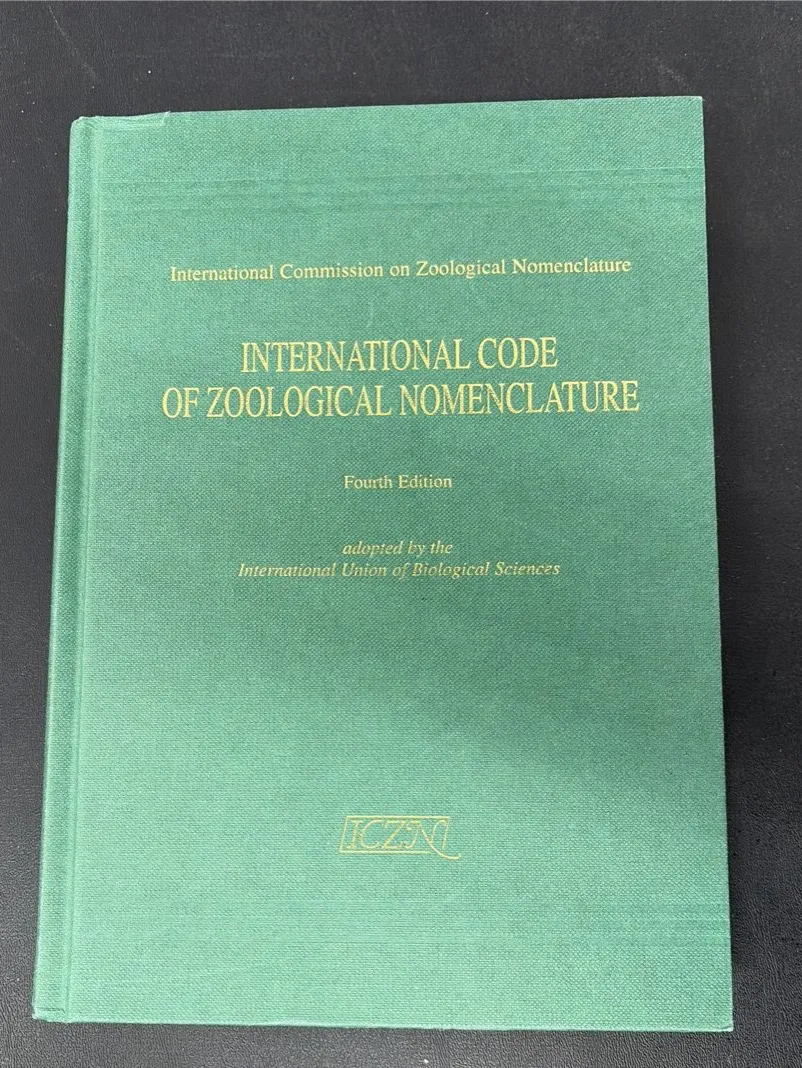 International Commission on Zoological Nomenclature
INTERNATIONAL CODE
OF ZOOLOGICAL NOMENCLATURE
Fourth Edition
adopted by the
International Union of Biological Sciences
ICZN